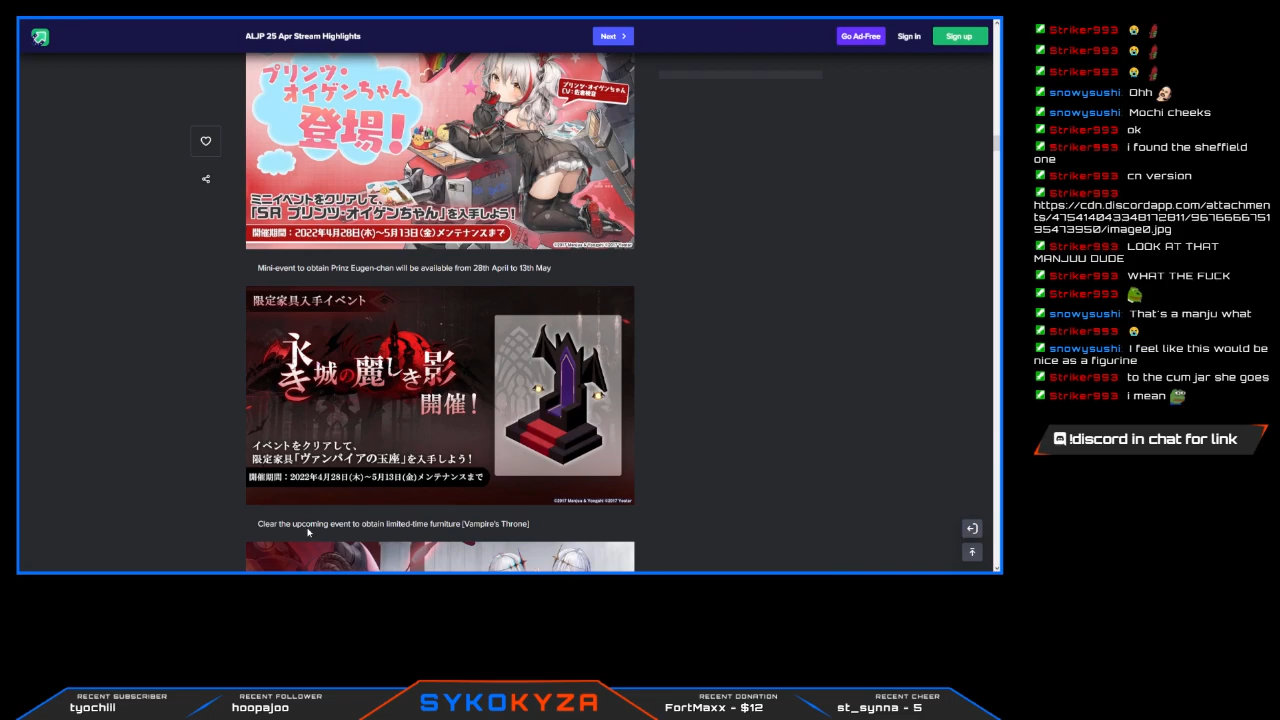 ALJP 25 Apr Stream Highlights
Next
Go Ad-Free
Sign in
Sign up
プリンツ・
オイゲンちゃん
登場!
プリンツ・オイゲンちゃん
ミニイベントをクリアして、
「SR プリンツ・オイゲンちゃん」を入手しよう!
開催期間:2022年4月28日(木)～5月13日(金)メンテナンスまで
©2017 Manjuu & Yongshi ©2017 Yostar
Mini-event to obtain Prinz Eugen-chan will be available from 28th April to 13th May
限定家具入手イベント
永き城の麗しき影
開催!
イベントをクリアして、
限定家具「ヴァンパイアの玉座」を入手しよう!
開催期間:2022年4月28日(木)～5月13日(金)メンテナンスまで
©2017 Manjuu & Yongshi ©2017 Yostar
Clear the upcoming event to obtain limited-time furniture [Vampire's Throne]
Striker993
Striker993
Striker993
snowysushi: Ohh
snowysushi: Mochi cheeks
Striker993 ok
Striker993 i found the sheffield
one
Striker993 cn version
Striker993
https://cdn.discordapp.com/attachmen
ts/475414043348172811/9676666751
95473950/image0.jpg
Striker993 LOOK AT THAT
MANJUU DUDE
Striker993 WHAT THE FUCK
Striker993
snowysushi: That's a manju what
Striker993
snowysushi: I feel like this would be
nice as a figurine
Striker993 to the cum jar she goes
Striker993 i mean
!discord in chat for link
RECENT SUBSCRIBER
tyochiii
RECENT FOLLOWER
hoopajoo
SYKOKYZA
RECENT DONATION
FortMaxx - $12
RECENT CHEER
st_synna - 5